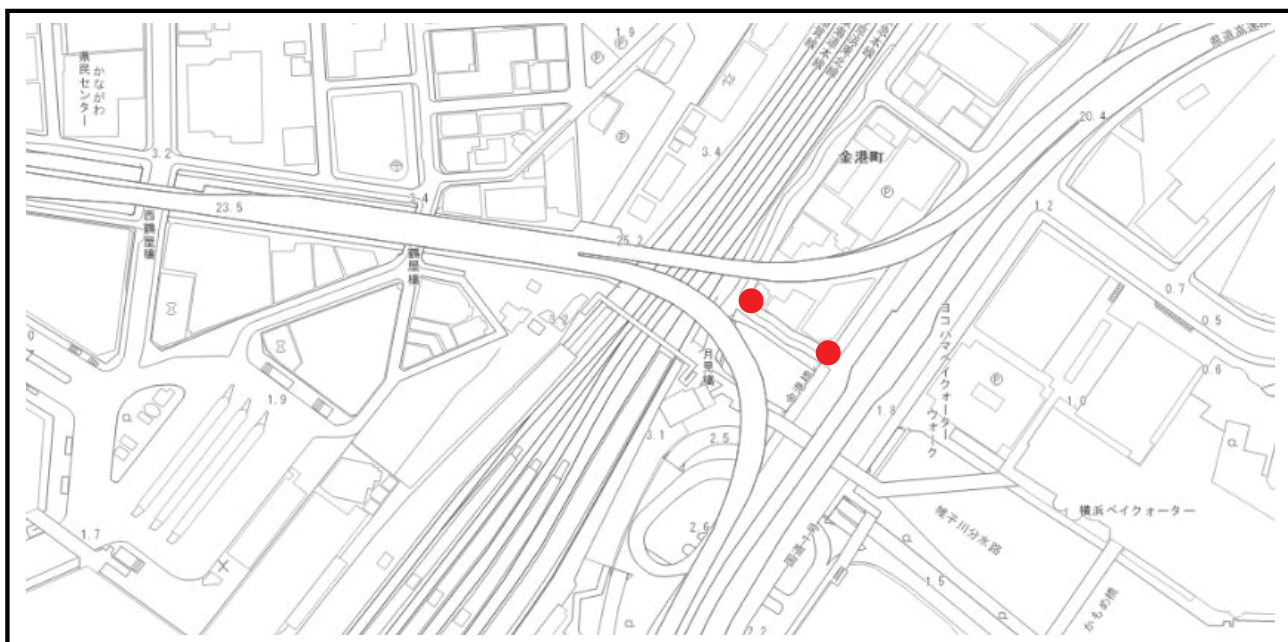 1.9
かながわ
県民センター
県道高速横
20.4
3.2
3.4
金港町
23.5
西鶴屋橋
鶴屋橋
25.2
1.2
0.7
0.5
0.6
月見橋
金港橋
ヨコハマベイクォーター
ウォーク
1.8
1.0
1.9
3.1
2.5
2.6
1.7
横浜ベイクォーター
帷子川分水路
国道1号
1.5
かもめ橋
2.2